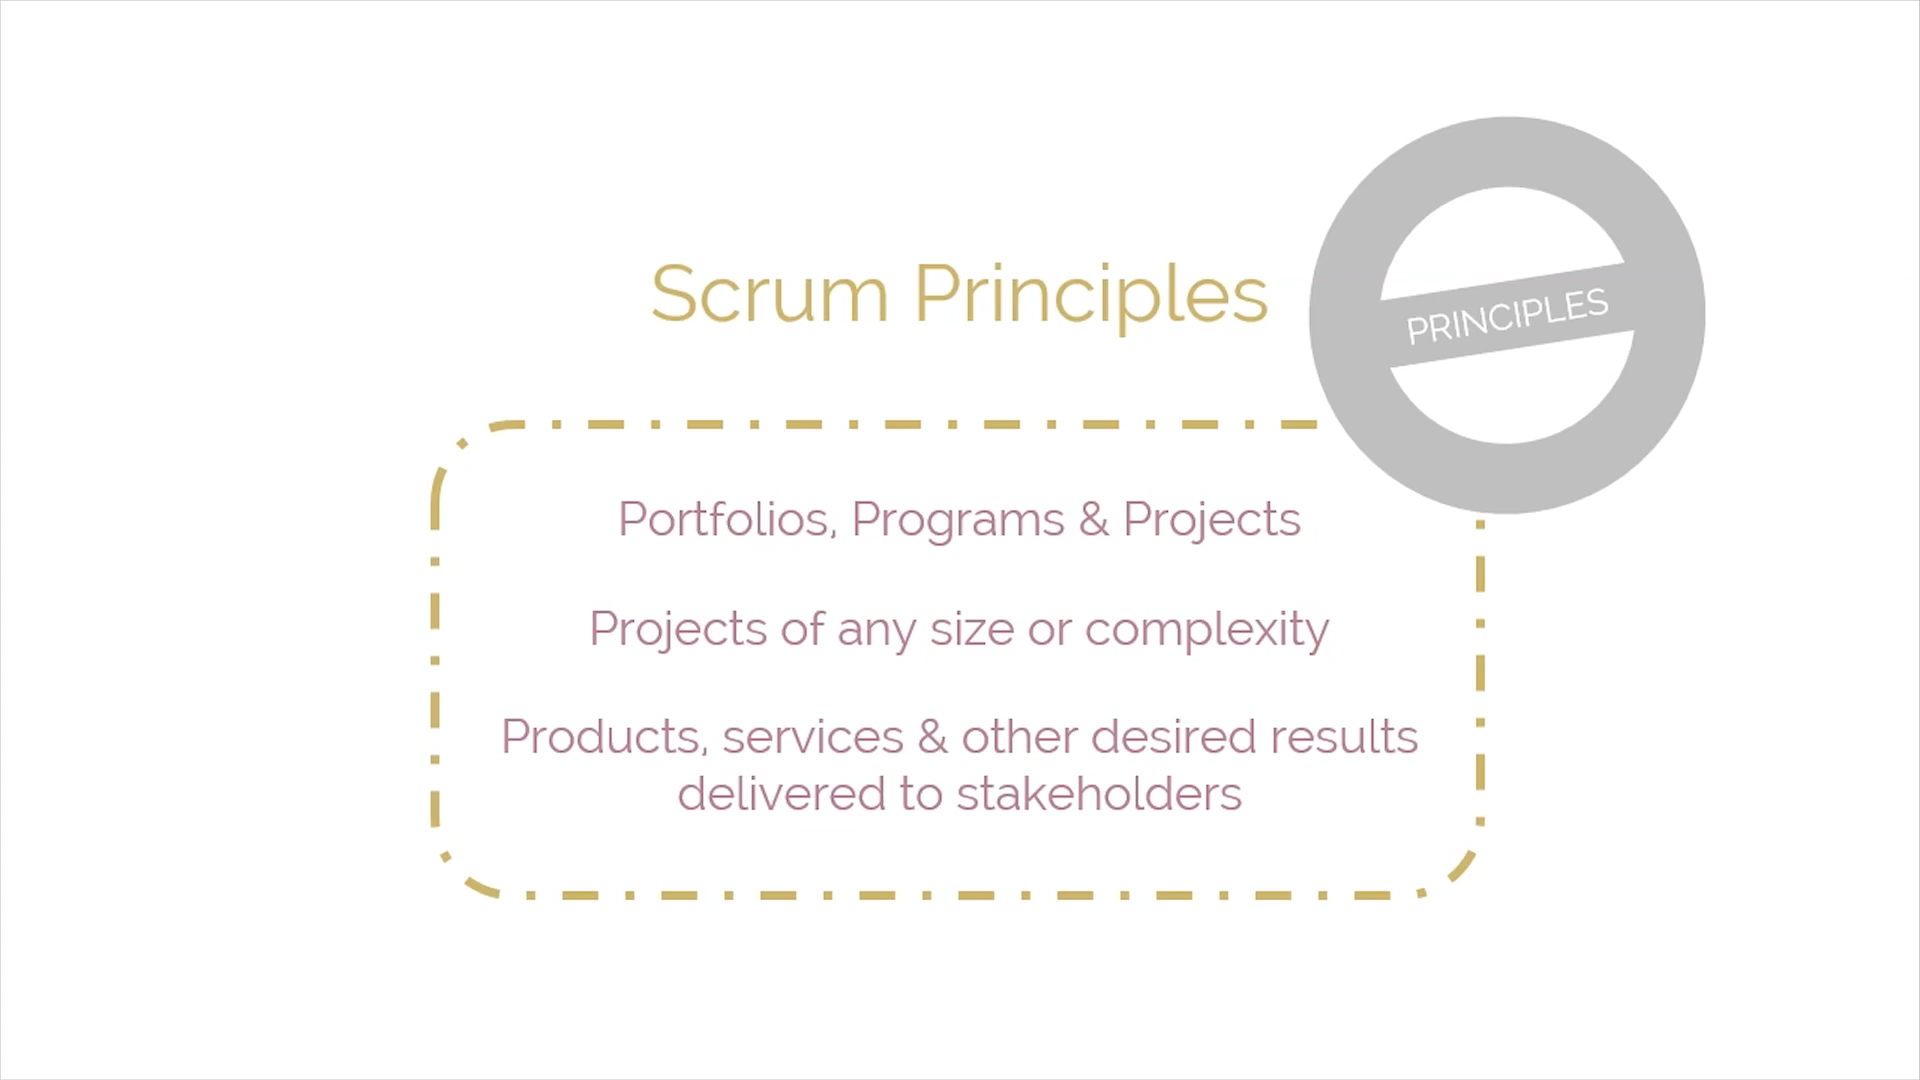 Scrum Principles
PRINCIPLES
Portfolios, Programs & Projects
Projects of any size or complexity
Products, services & other desired results
delivered to stakeholders